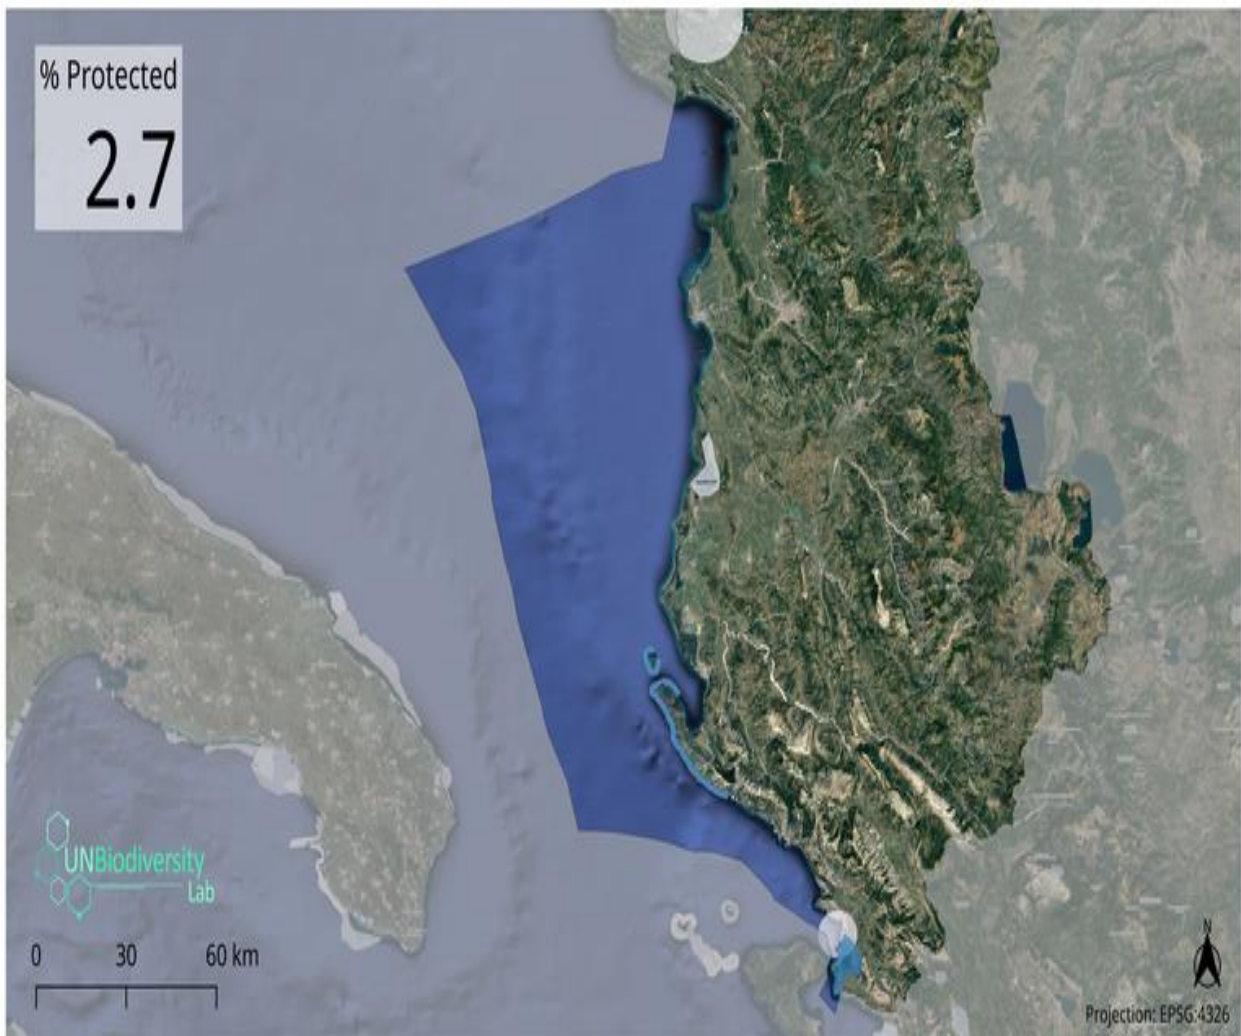 % Protected
2.7
UNBiodiversity
Lab
0 30 60 km
N
Projection: EPSG:4326